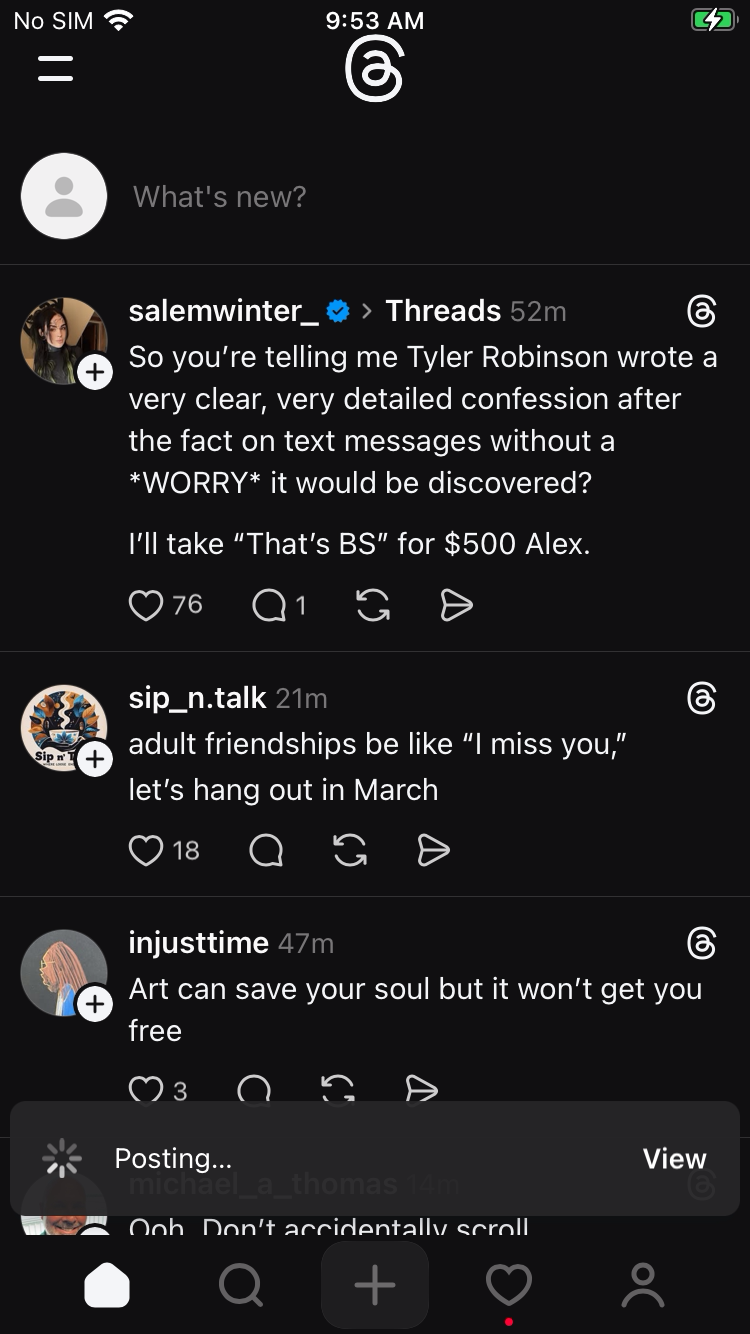 No SIM 9:53 AM
What's new?
salemwinter_ > Threads 52m
So you’re telling me Tyler Robinson wrote a
very clear, very detailed confession after
the fact on text messages without a
*WORRY* it would be discovered?
I’ll take “That’s BS” for $500 Alex.
76 1
sip_n.talk 21m
adult friendships be like “I miss you,”
let’s hang out in March
18
Sip n'
injusttime 47m
Art can save your soul but it won’t get you
free
3
Posting... View
michael_a_thomas 14m
Ooh. Don’t accidentally scroll